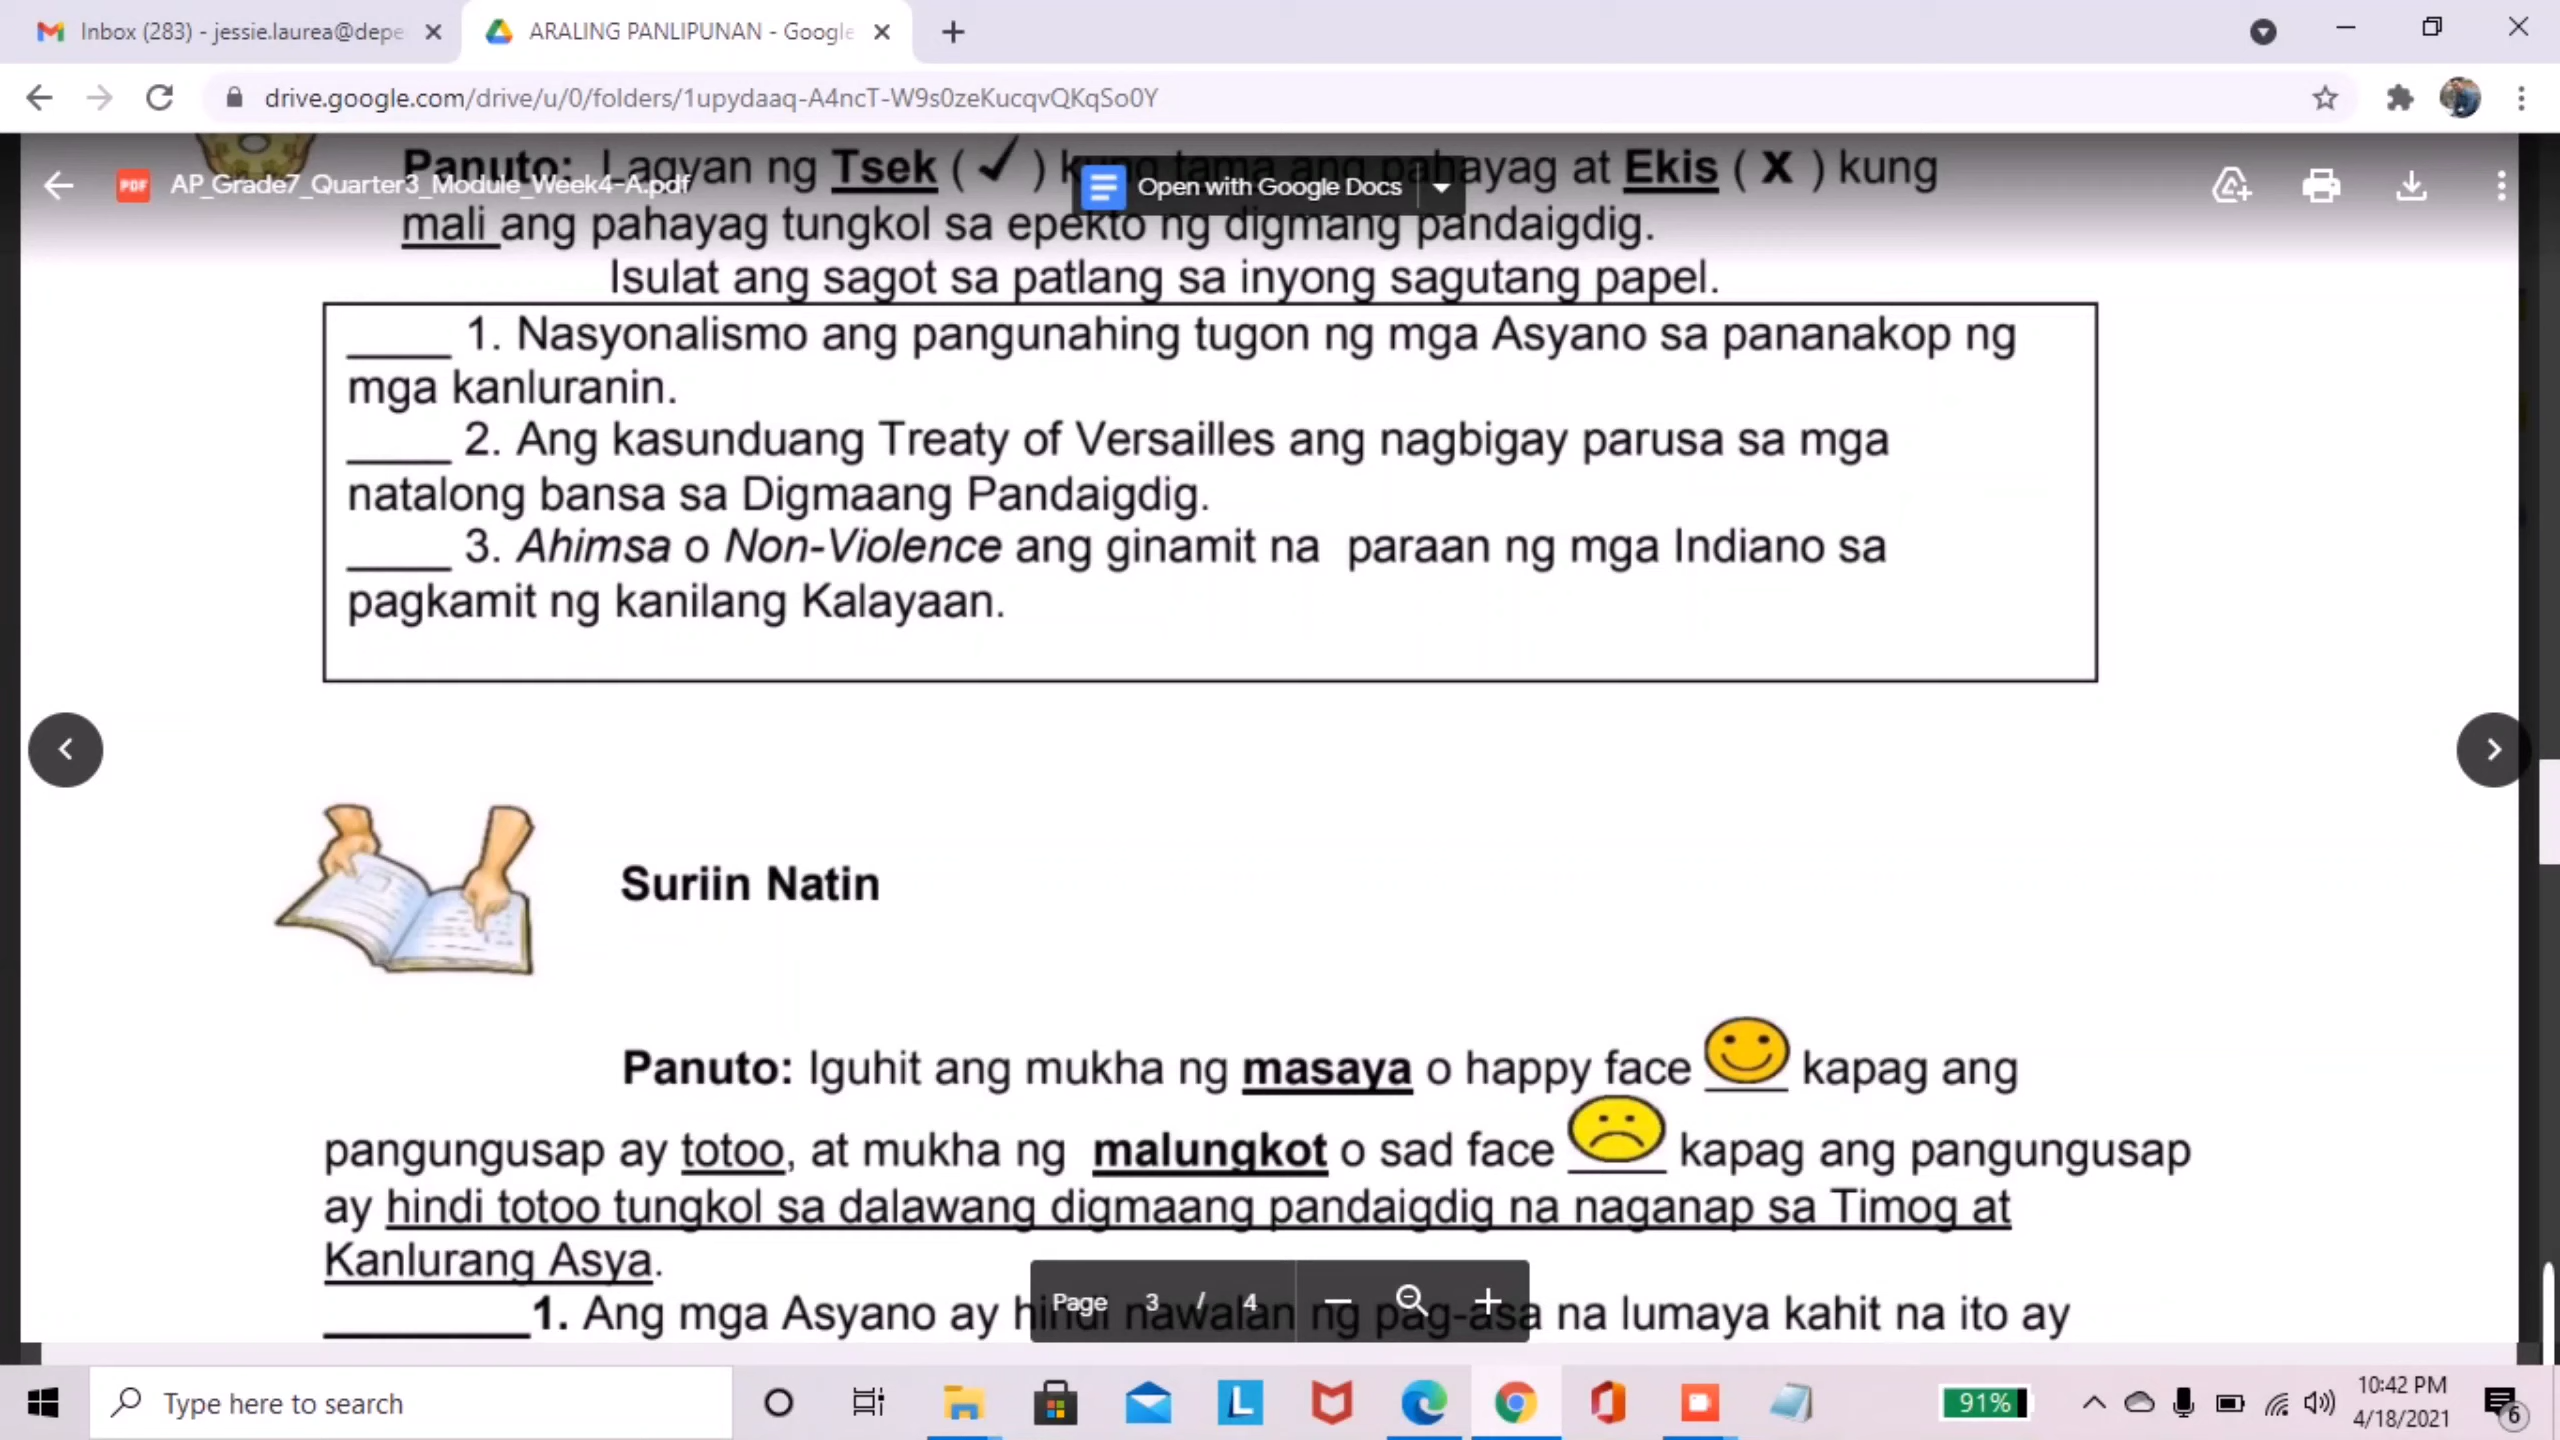 Inbox (283) - jessie.laurea@depe
ARALING PANLIPUNAN - Google
drive.google.com/drive/u/0/folders/1upydaaq-A4ncT-W9s0zeKucqvQKqSo0Y
Panuto: Lagyan ng Tsek ( ✓ ) kung tama ang pahayag at Ekis ( X ) kung
PDF AP_Grade7_Quarter3_Module_Week4-A.pdf
Open with Google Docs
mali ang pahayag tungkol sa epekto ng digmang pandaigdig.
Isulat ang sagot sa patlang sa inyong sagutang papel.
____ 1. Nasyonalismo ang pangunahing tugon ng mga Asyano sa pananakop ng
mga kanluranin.
____ 2. Ang kasunduang Treaty of Versailles ang nagbigay parusa sa mga
natalong bansa sa Digmaang Pandaigdig.
____ 3. Ahimsa o Non-Violence ang ginamit na paraan ng mga Indiano sa
pagkamit ng kanilang Kalayaan.
Suriin Natin
Panuto: Iguhit ang mukha ng masaya o happy face kapag ang
pangungusap ay totoo, at mukha ng malungkot o sad face kapag ang pangungusap
ay hindi totoo tungkol sa dalawang digmaang pandaigdig na naganap sa Timog at
Kanlurang Asya.
________1. Ang mga Asyano ay hindi nawalan ng pag-asa na lumaya kahit na ito ay
Page 3 / 4
Type here to search
91%
10:42 PM
4/18/2021
6